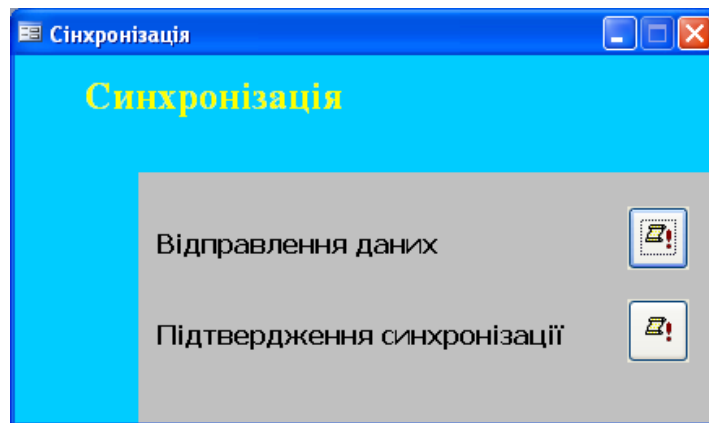 Сінхронізація
Синхронізація
Відправлення даних
Підтвердження синхронізації